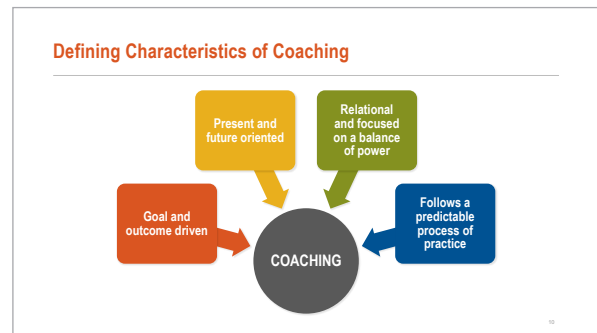 Defining Characteristics of Coaching
Present and
future oriented
Relational
and focused
on a balance
of power
Goal and
outcome driven
Follows a
predictable
process of
practice
COACHING
10